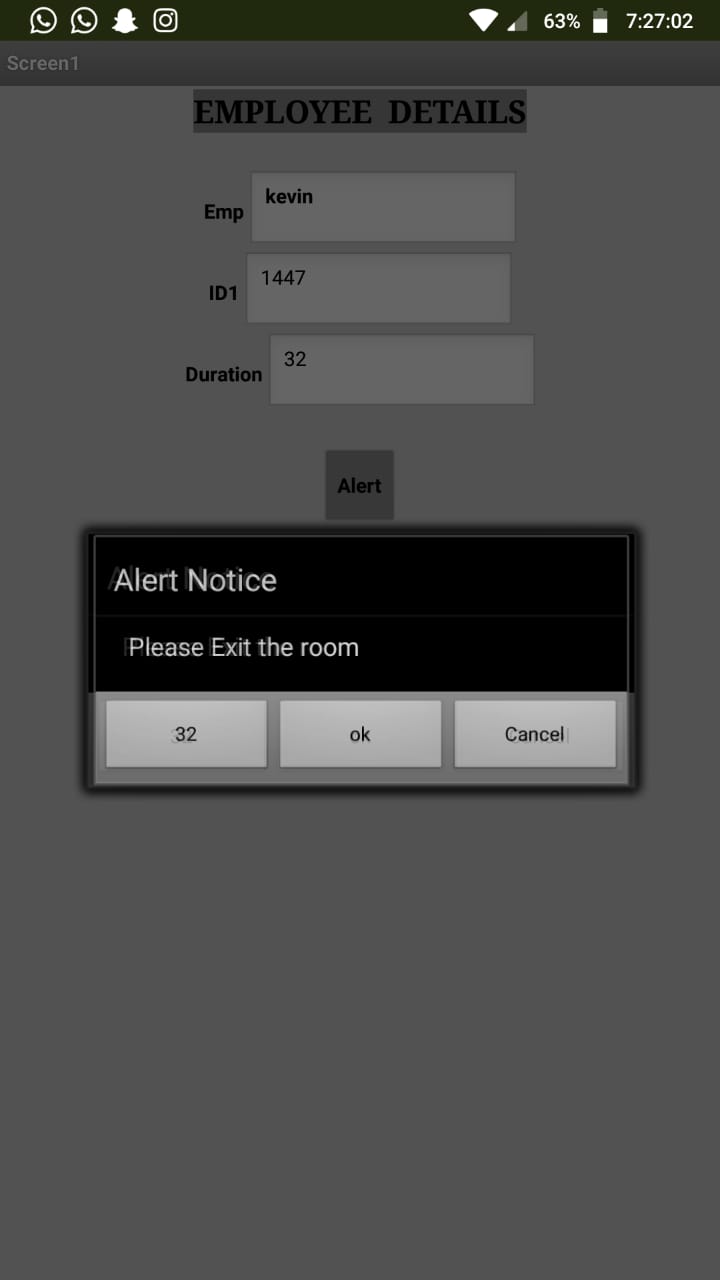 63% 7:27:02
Screen1
EMPLOYEE DETAILS
Emp kevin
ID1 1447
Duration 32
Alert
Alert Notice
Please Exit the room
32 ok Cancel